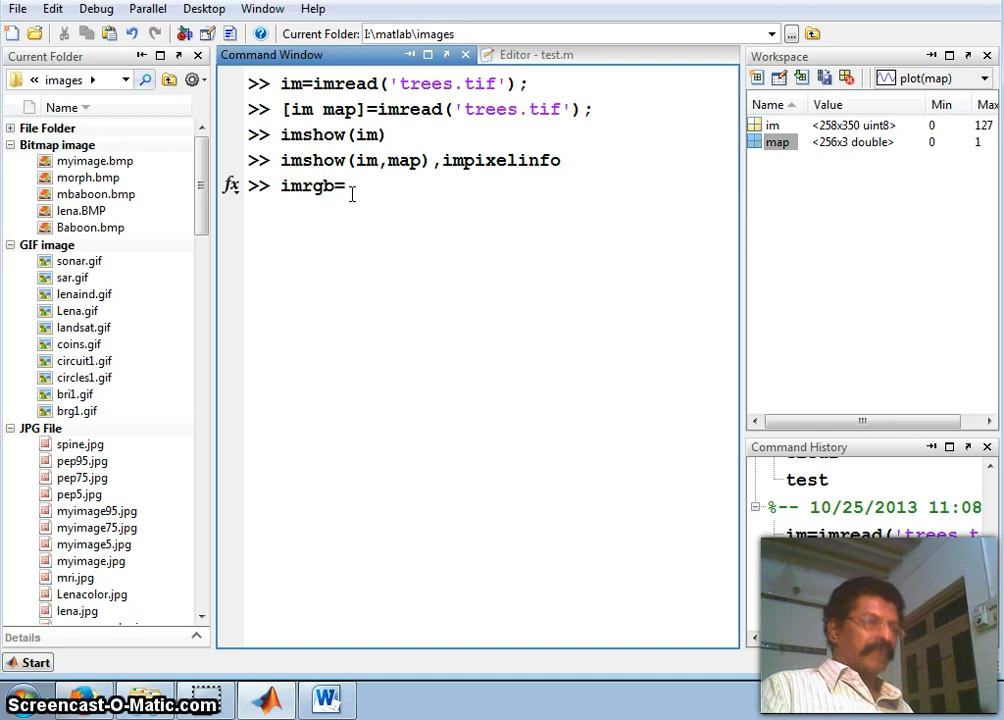 File Edit Debug Parallel Desktop Window Help
Current Folder: I:\matlab\images
Current Folder
« images
Name
File Folder
Bitmap image
myimage.bmp
morph.bmp
mbaboon.bmp
lena.BMP
Baboon.bmp
GIF image
sonar.gif
sar.gif
lenaind.gif
Lena.gif
landsat.gif
coins.gif
circuit1.gif
circles1.gif
bri1.gif
brg1.gif
JPG File
spine.jpg
pep95.jpg
pep75.jpg
pep5.jpg
myimage95.jpg
myimage75.jpg
myimage5.jpg
myimage.jpg
mri.jpg
Lenacolor.jpg
lena.jpg
Details
Start
Command Window
Editor - test.m
>> im=imread('trees.tif');
>> [im map]=imread('trees.tif');
>> imshow(im)
>> imshow(im,map),impixelinfo
fx >> imrgb=
Workspace
plot(map)
Name Value Min Max
im <258x350 uint8> 0 127
map <256x3 double> 0 1
Command History
test
%-- 10/25/2013 11:08
im=imread('trees.t
Screencast-O-Matic.com